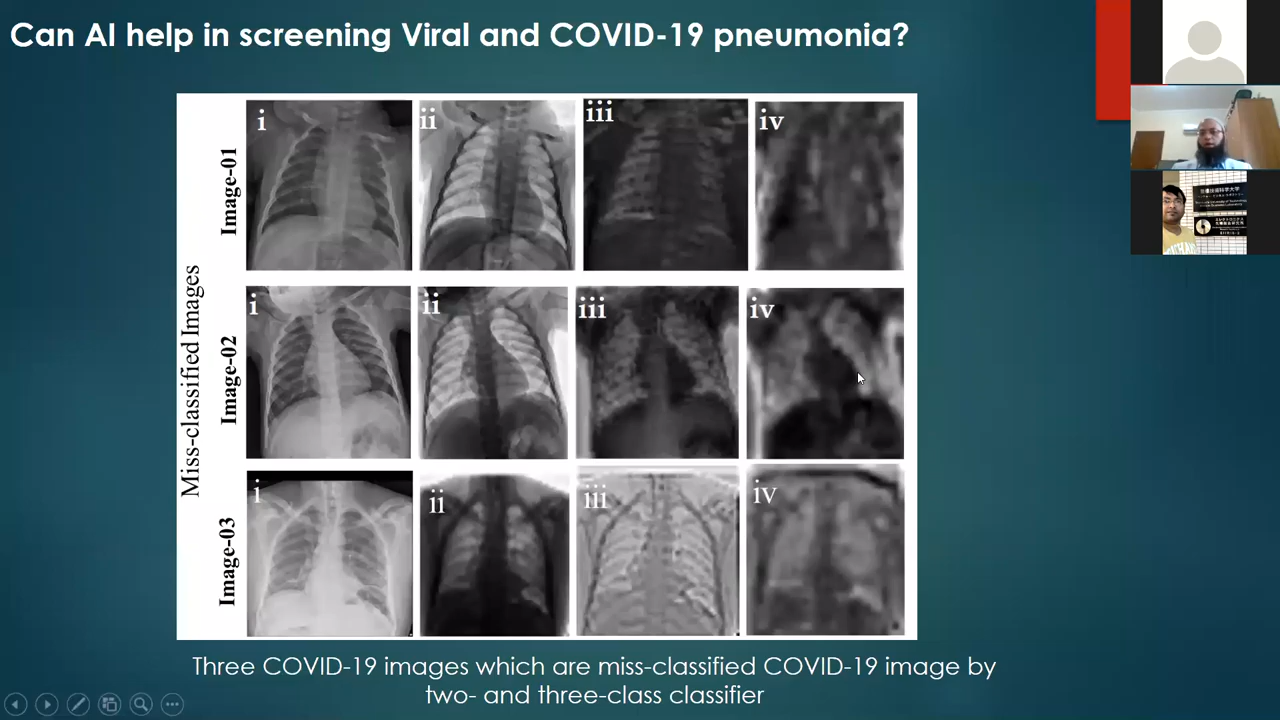 Can AI help in screening Viral and COVID-19 pneumonia?
Miss-classified Images
Image-01
i
ii
iii
iv
Image-02
i
ii
iii
iv
Image-03
i
ii
iii
iv
Three COVID-19 images which are miss-classified COVID-19 image by
two- and three-class classifier